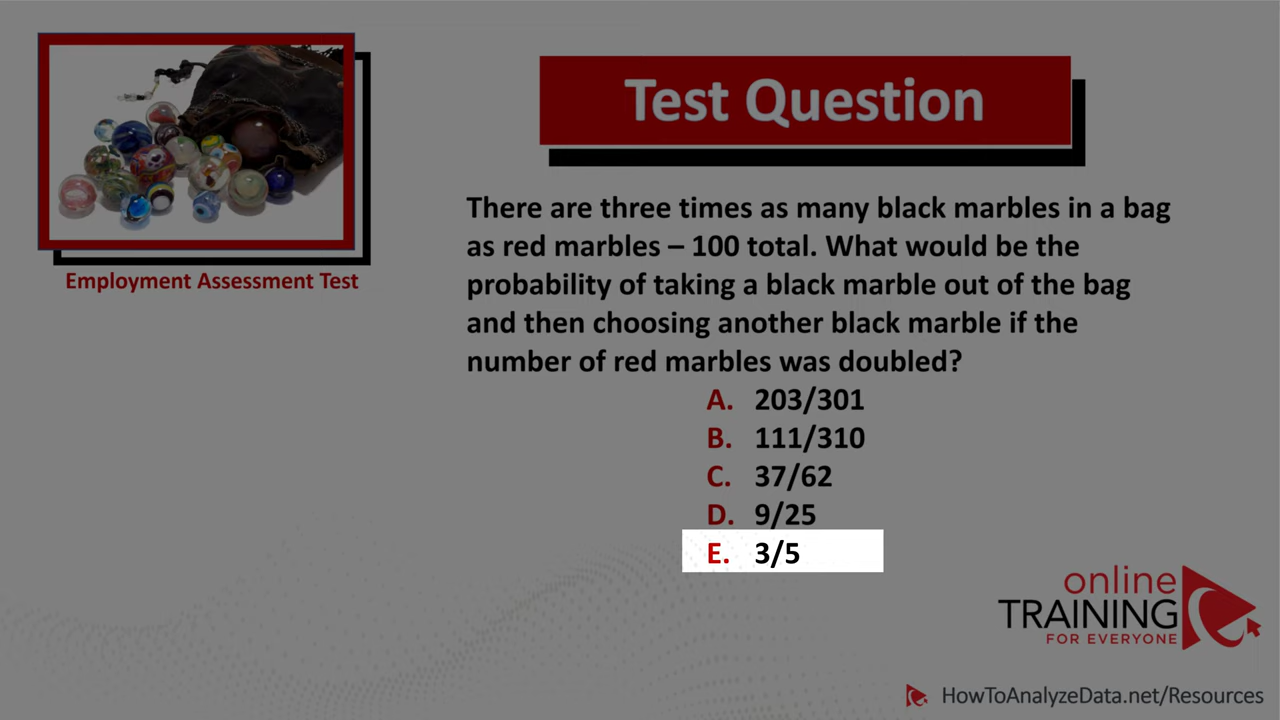 Test Question
Employment Assessment Test
There are three times as many black marbles in a bag
as red marbles – 100 total. What would be the
probability of taking a black marble out of the bag
and then choosing another black marble if the
number of red marbles was doubled?
A. 203/301
B. 111/310
C. 37/62
D. 9/25
E. 3/5
online
TRAINING
FOR EVERYONE
HowToAnalyzeData.net/Resources